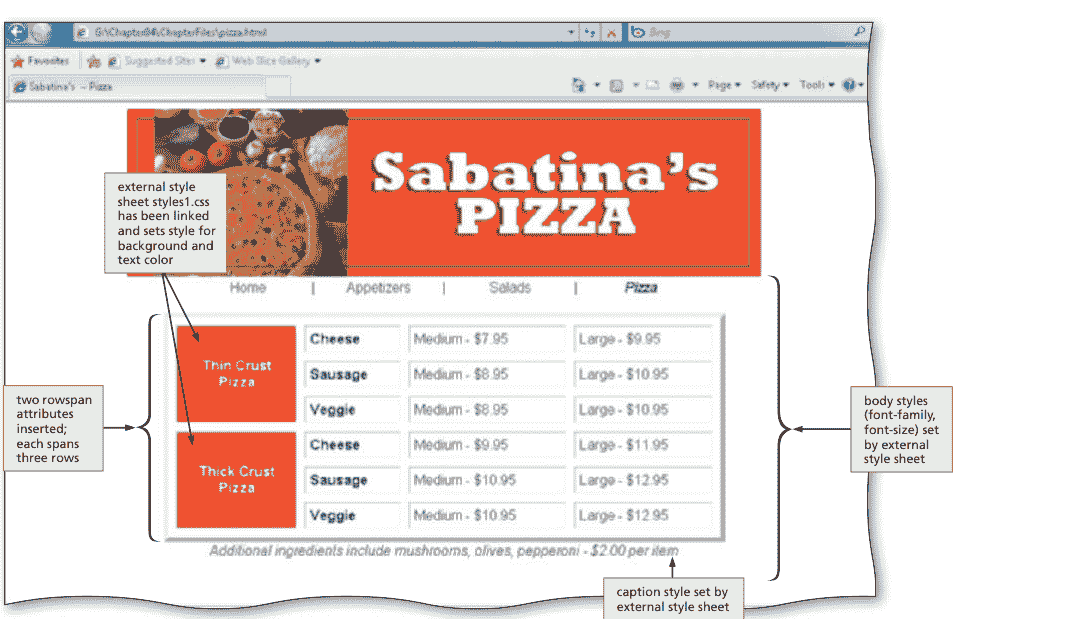 G:\Chapter04\ChapterFiles\pizza.html
Bing
Favorites Suggested Sites Web Slice Gallery
Sabatina's – Pizza
Page Safety Tools
Sabatina's
PIZZA
external style
sheet styles1.css
has been linked
and sets style for
background and
text color
Home | Appetizers | Salads | Pizza
Thin Crust
Pizza
Cheese Medium - $7.95 Large - $9.95
Sausage Medium - $8.95 Large - $10.95
Veggie Medium - $8.95 Large - $10.95
Thick Crust
Pizza
Cheese Medium - $9.95 Large - $11.95
Sausage Medium - $10.95 Large - $12.95
Veggie Medium - $10.95 Large - $12.95
Additional ingredients include mushrooms, olives, pepperoni - $2.00 per item
two rowspan
attributes
inserted;
each spans
three rows
body styles
(font-family,
font-size) set
by external
style sheet
caption style set by
external style sheet